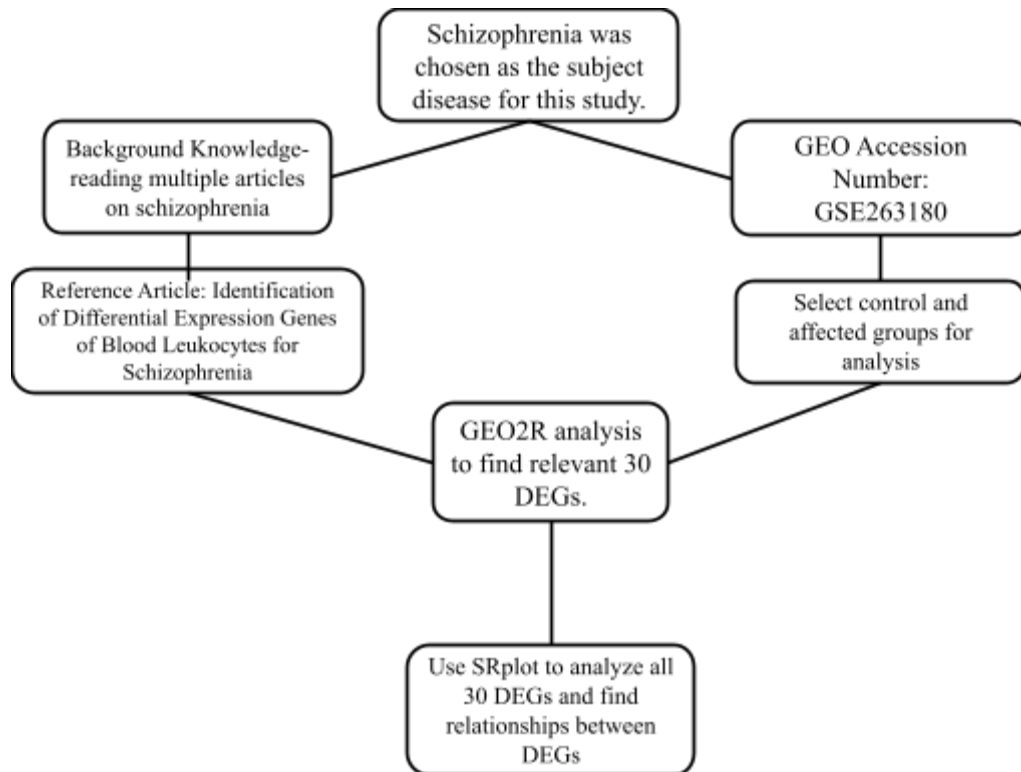 Schizophrenia was
chosen as the subject
disease for this study.
Background Knowledge-
reading multiple articles
on schizophrenia
GEO Accession
Number:
GSE263180
Reference Article: Identification
of Differential Expression Genes
of Blood Leukocytes for
Schizophrenia
Select control and
affected groups for
analysis
GEO2R analysis
to find relevant 30
DEGs.
Use SRplot to analyze all
30 DEGs and find
relationships between
DEGs